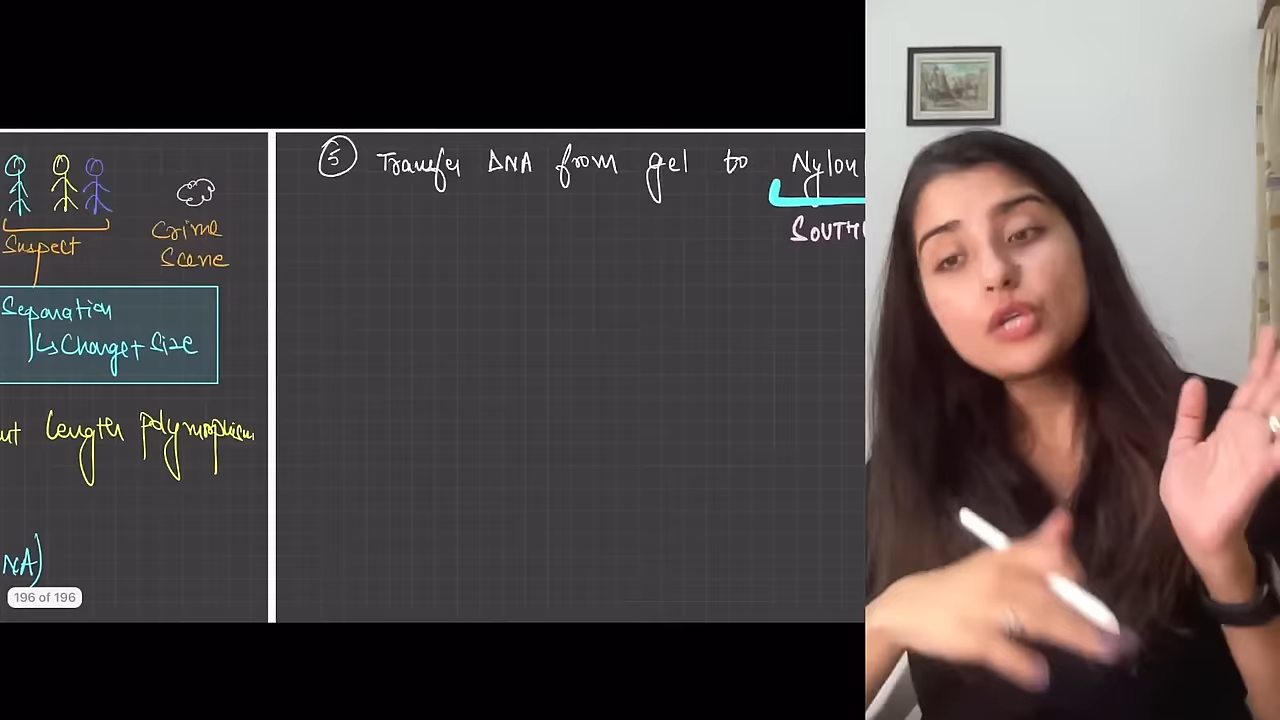 Suspect
Crime
Scene
Separation
↳ Charge + Size
length polymorphism
NA)
196 of 196
⑤ Transfer DNA from gel to Nylon
SOUTH